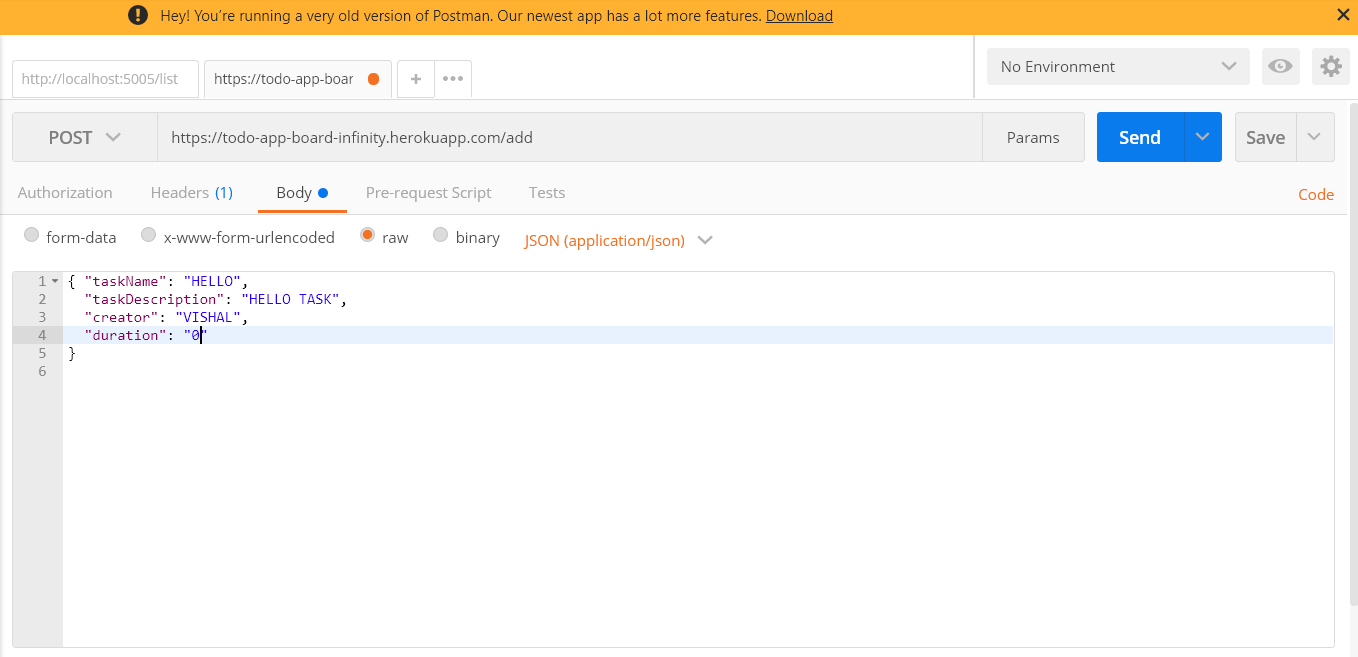 Hey! You're running a very old version of Postman. Our newest app has a lot more features. Download
http://localhost:5005/list
https://todo-app-boar
No Environment
POST
https://todo-app-board-infinity.herokuapp.com/add
Params
Send
Save
Authorization
Headers (1)
Body
Pre-request Script
Tests
Code
form-data
x-www-form-urlencoded
raw
binary
JSON (application/json)
1 { "taskName": "HELLO",
2 "taskDescription": "HELLO TASK",
3 "creator": "VISHAL",
4 "duration": "0"
5 }
6